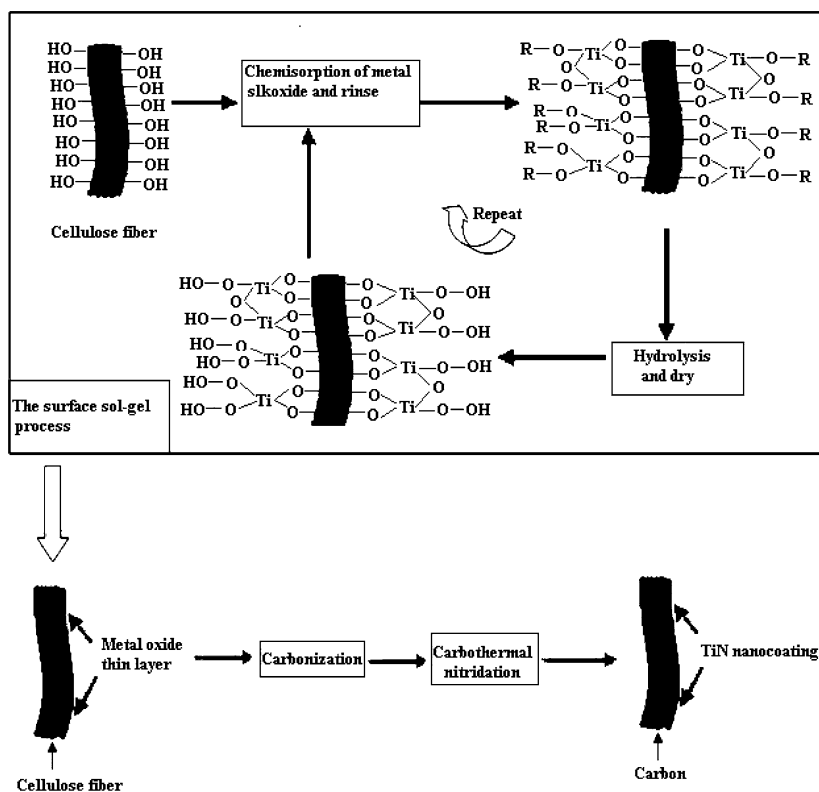 HO
OH
HO
OH
HO
OH
HO
OH
HO
OH
HO
OH
HO
OH
HO
OH
Cellulose fiber
Chemisorption of metal
slkoxide and rinse
O O
R–O–Ti Ti–O–R
O O O
O O O
R–O–Ti Ti–O–R
O O
R–O O O
R–O–Ti Ti–O–R
O O
R–O O O O
Ti Ti–O–R
R–O O O
Repeat
O O
HO–O–Ti Ti–O–OH
O O O
O O O
HO–O–Ti Ti–O–OH
O O
HO–O O O
HO–O–Ti Ti–O–OH
O O
HO–O O O O
Ti Ti–O–OH
HO–O O O
Hydrolysis
and dry
The surface sol-gel
process
Metal oxide
thin layer
Cellulose fiber
Carbonization
Carbothermal
nitridation
TiN nanocoating
Carbon